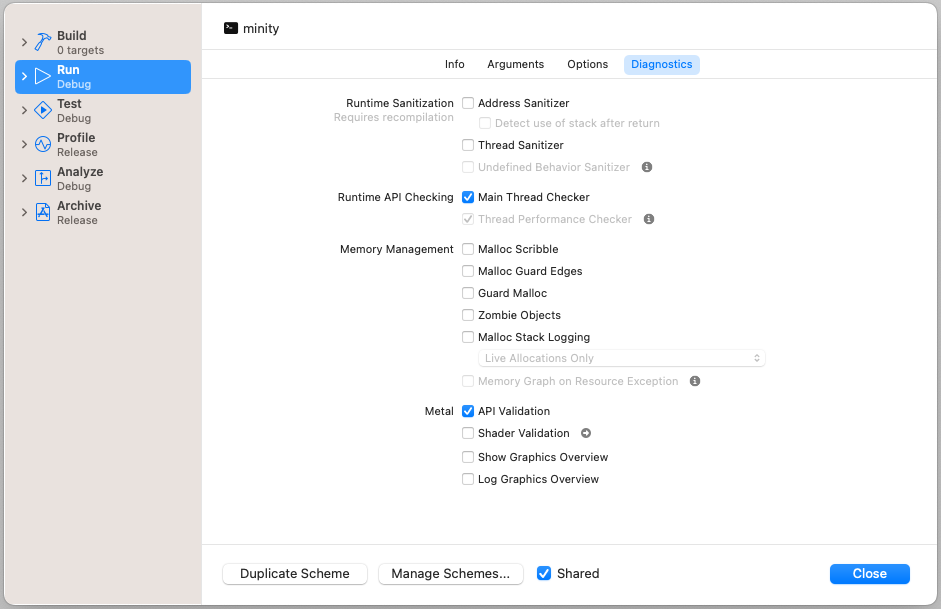 minity
Build
0 targets
Run
Debug
Test
Debug
Profile
Release
Analyze
Debug
Archive
Release
Info Arguments Options Diagnostics
Runtime Sanitization Address Sanitizer
Requires recompilation Detect use of stack after return
Thread Sanitizer
Undefined Behavior Sanitizer
Runtime API Checking Main Thread Checker
Thread Performance Checker
Memory Management Malloc Scribble
Malloc Guard Edges
Guard Malloc
Zombie Objects
Malloc Stack Logging
Live Allocations Only
Memory Graph on Resource Exception
Metal API Validation
Shader Validation
Show Graphics Overview
Log Graphics Overview
Duplicate Scheme Manage Schemes... Shared Close